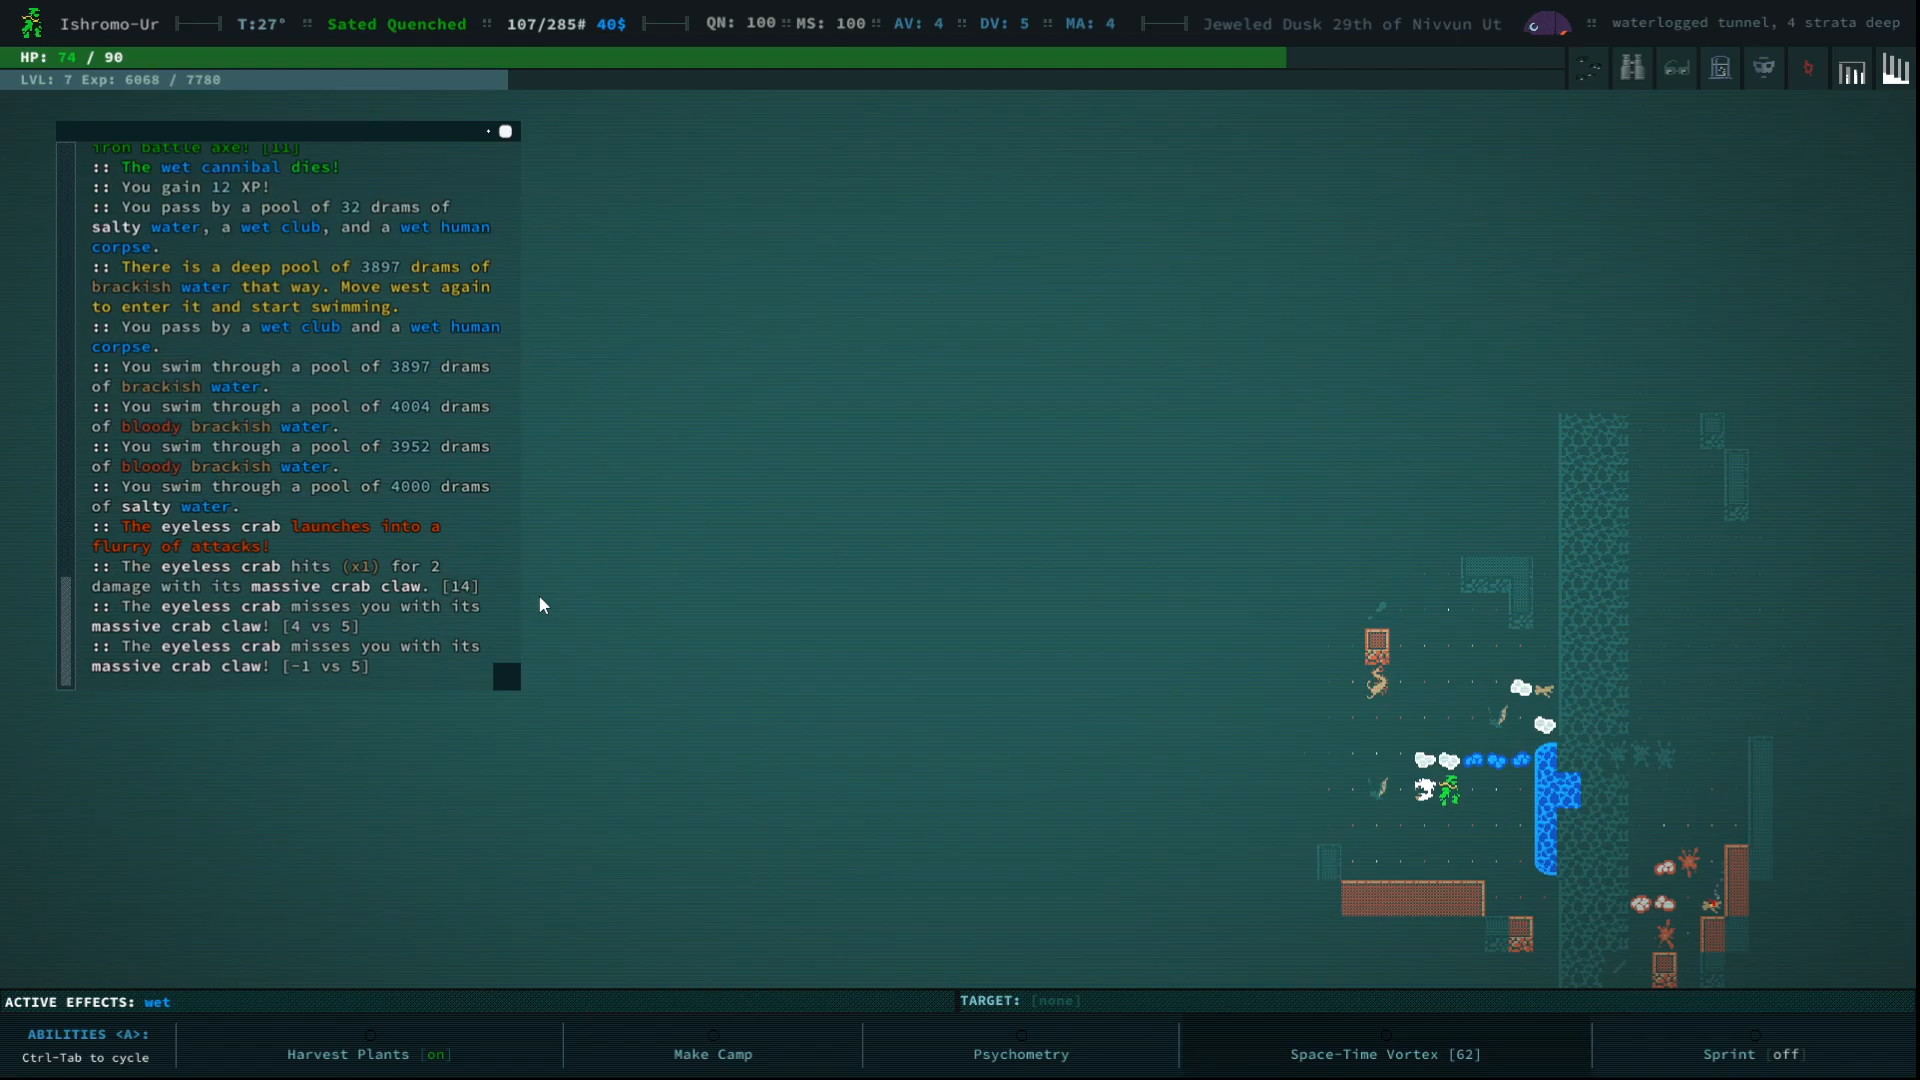 Ishromo-Ur T:27° Sated Quenched 107/285# 40$ QN: 100 MS: 100 AV: 4 DV: 5 MA: 4 Jeweled Dusk 29th of Nivvun Ut waterlogged tunnel, 4 strata deep
HP: 74 / 90
LVL: 7 Exp: 6068 / 7780
iron battle axe! [11]
:: The wet cannibal dies!
:: You gain 12 XP!
:: You pass by a pool of 32 drams of
salty water, a wet club, and a wet human
corpse.
:: There is a deep pool of 3897 drams of
brackish water that way. Move west again
to enter it and start swimming.
:: You pass by a wet club and a wet human
corpse.
:: You swim through a pool of 3897 drams
of brackish water.
:: You swim through a pool of 4004 drams
of bloody brackish water.
:: You swim through a pool of 3952 drams
of bloody brackish water.
:: You swim through a pool of 4000 drams
of salty water.
:: The eyeless crab launches into a
flurry of attacks!
:: The eyeless crab hits (x1) for 2
damage with its massive crab claw. [14]
:: The eyeless crab misses you with its
massive crab claw! [4 vs 5]
:: The eyeless crab misses you with its
massive crab claw! [-1 vs 5]
ACTIVE EFFECTS: wet TARGET: [none]
ABILITIES <A>:
Ctrl-Tab to cycle
Harvest Plants [on] Make Camp Psychometry Space-Time Vortex [62] Sprint [off]